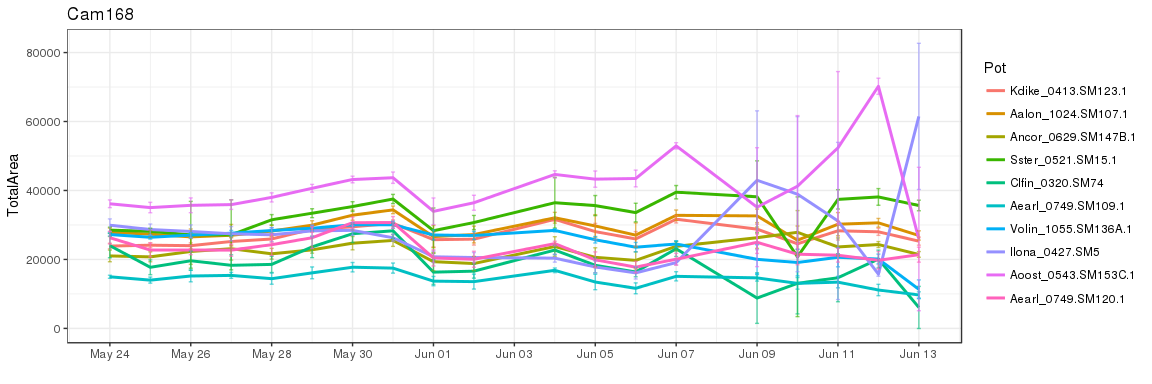 Cam168
TotalArea
80000
60000
40000
20000
0
May 24
May 26
May 28
May 30
Jun 01
Jun 03
Jun 05
Jun 07
Jun 09
Jun 11
Jun 13
Pot
Kdike_0413.SM123.1
Aalon_1024.SM107.1
Ancor_0629.SM147B.1
Sster_0521.SM15.1
Clfin_0320.SM74
Aearl_0749.SM109.1
Volin_1055.SM136A.1
Ilona_0427.SM5
Aoost_0543.SM153C.1
Aearl_0749.SM120.1